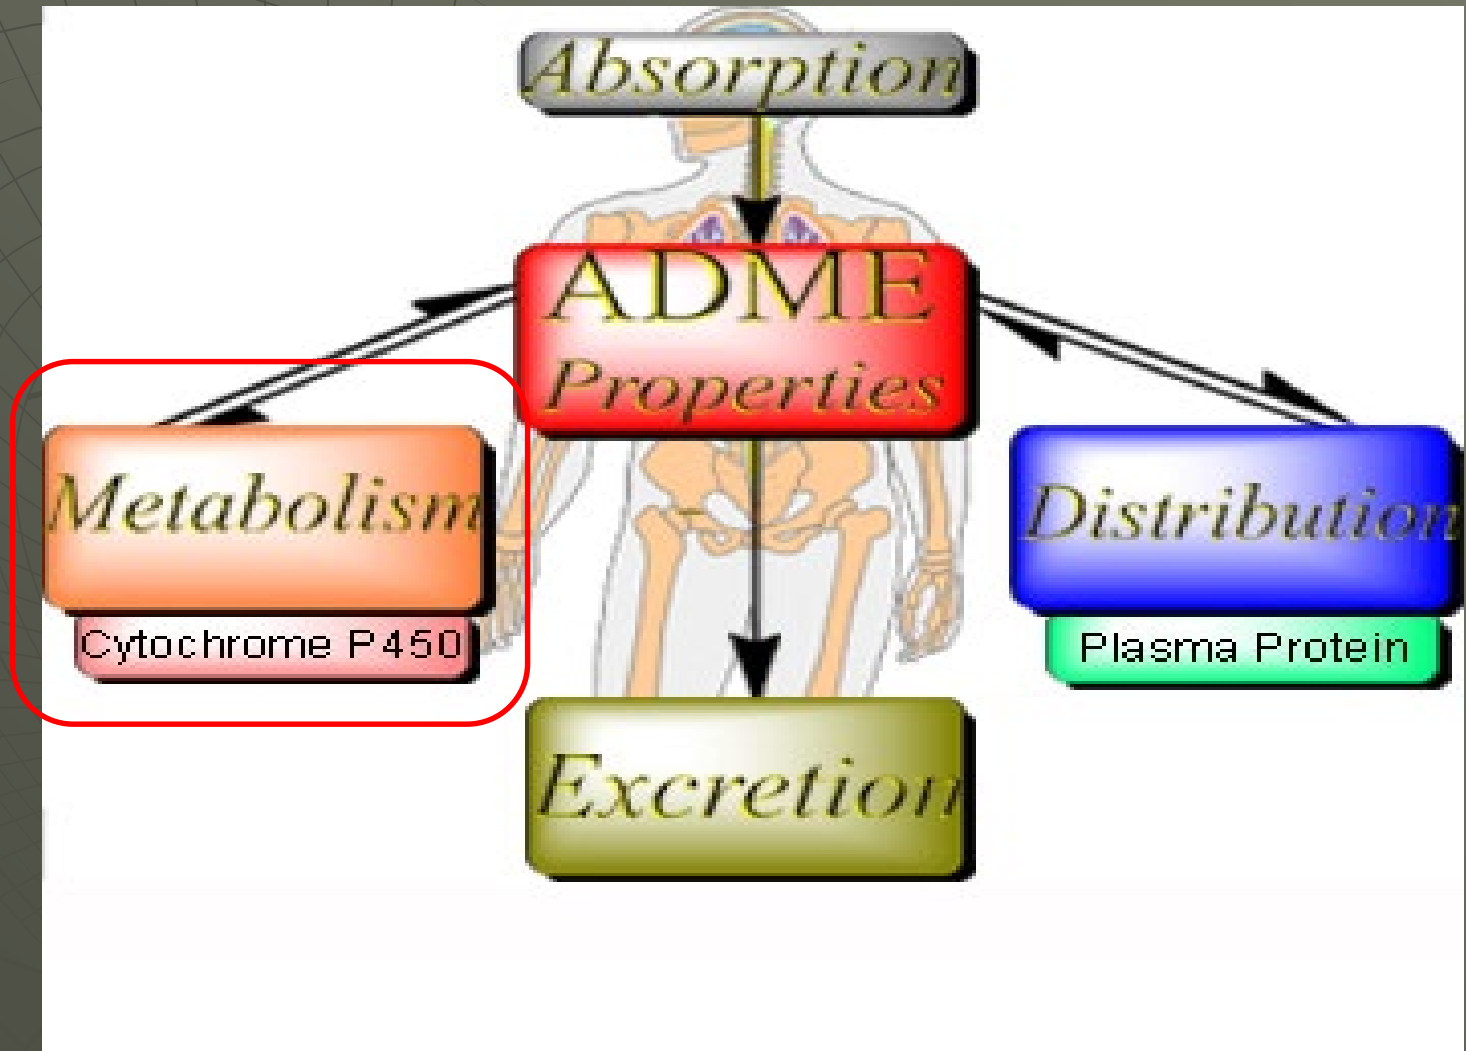 Absorption
ADME
Properties
Metabolism
Distribution
Cytochrome P450
Plasma Protein
Excretion